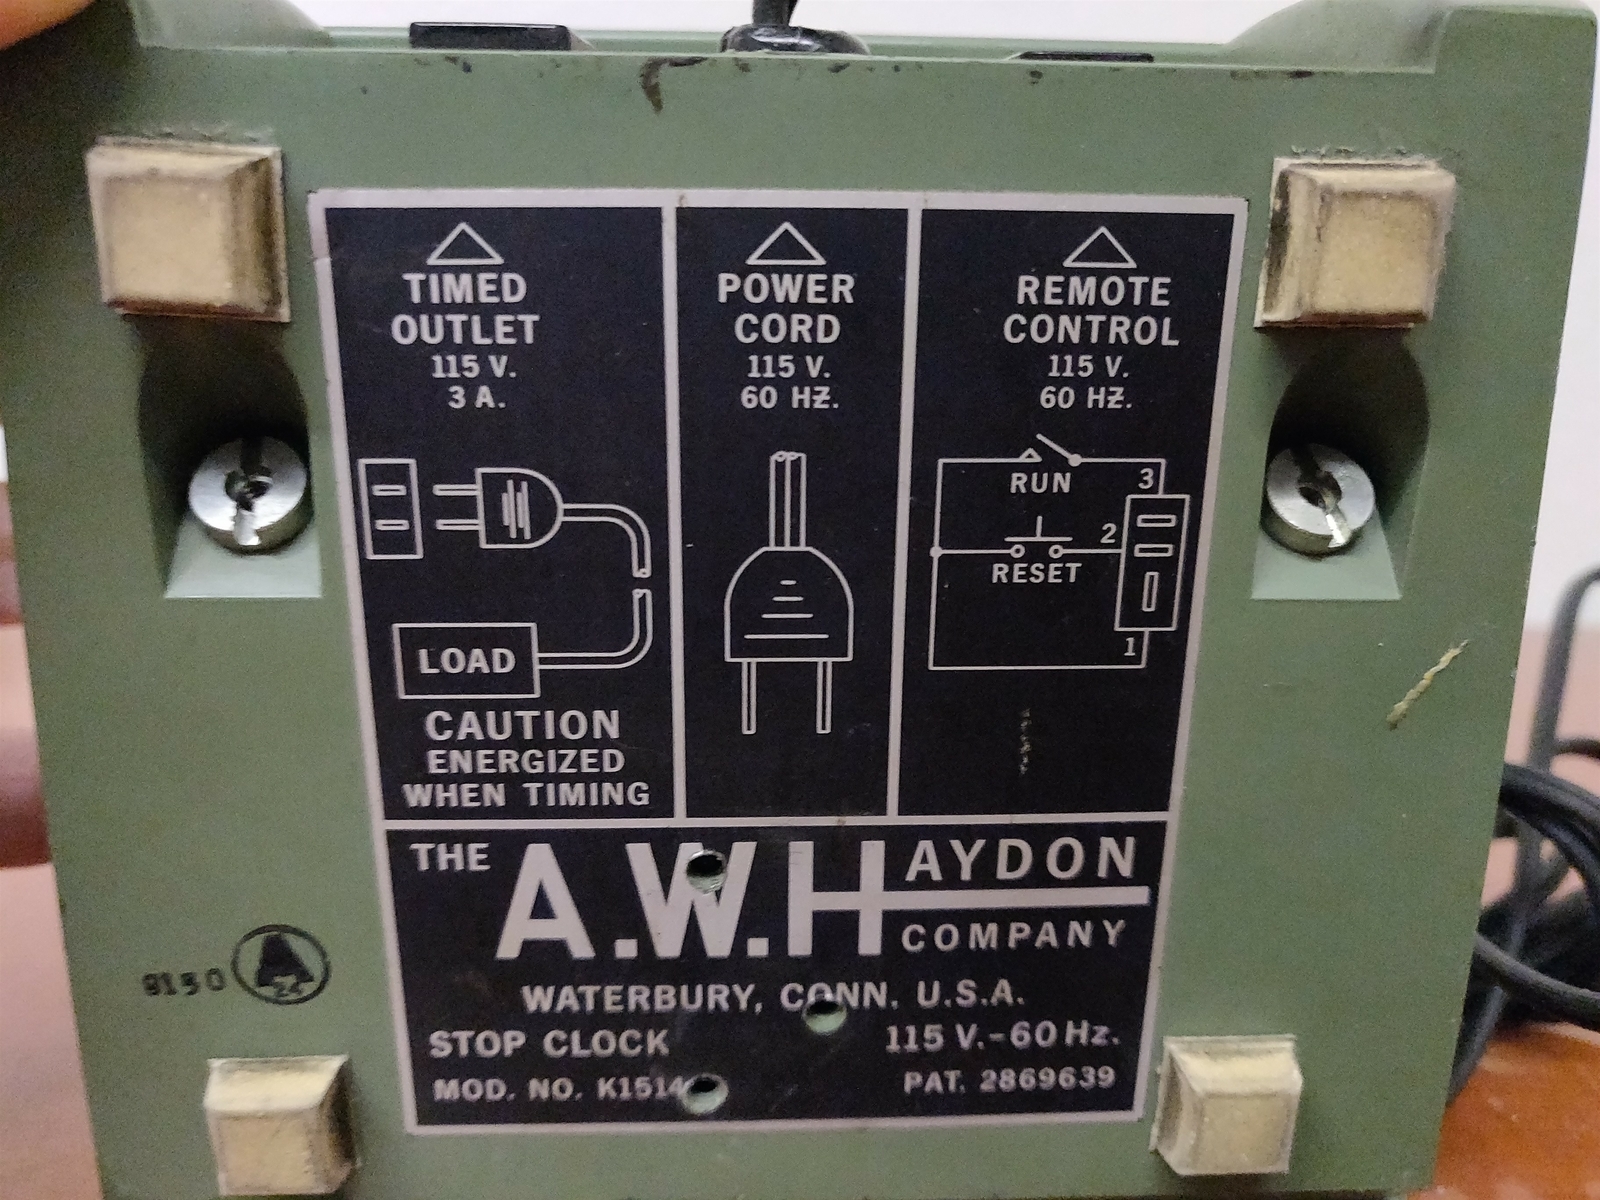 TIMED
OUTLET
115 V.
3 A.
LOAD
CAUTION
ENERGIZED
WHEN TIMING
POWER
CORD
115 V.
60 HZ.
REMOTE
CONTROL
115 V.
60 HZ.
RUN
3
2
RESET
1
THE A.W.HAYDON
COMPANY
WATERBURY, CONN. U.S.A.
STOP CLOCK 115 V.-60 Hz.
MOD. NO. K1514 PAT. 2869639
8150